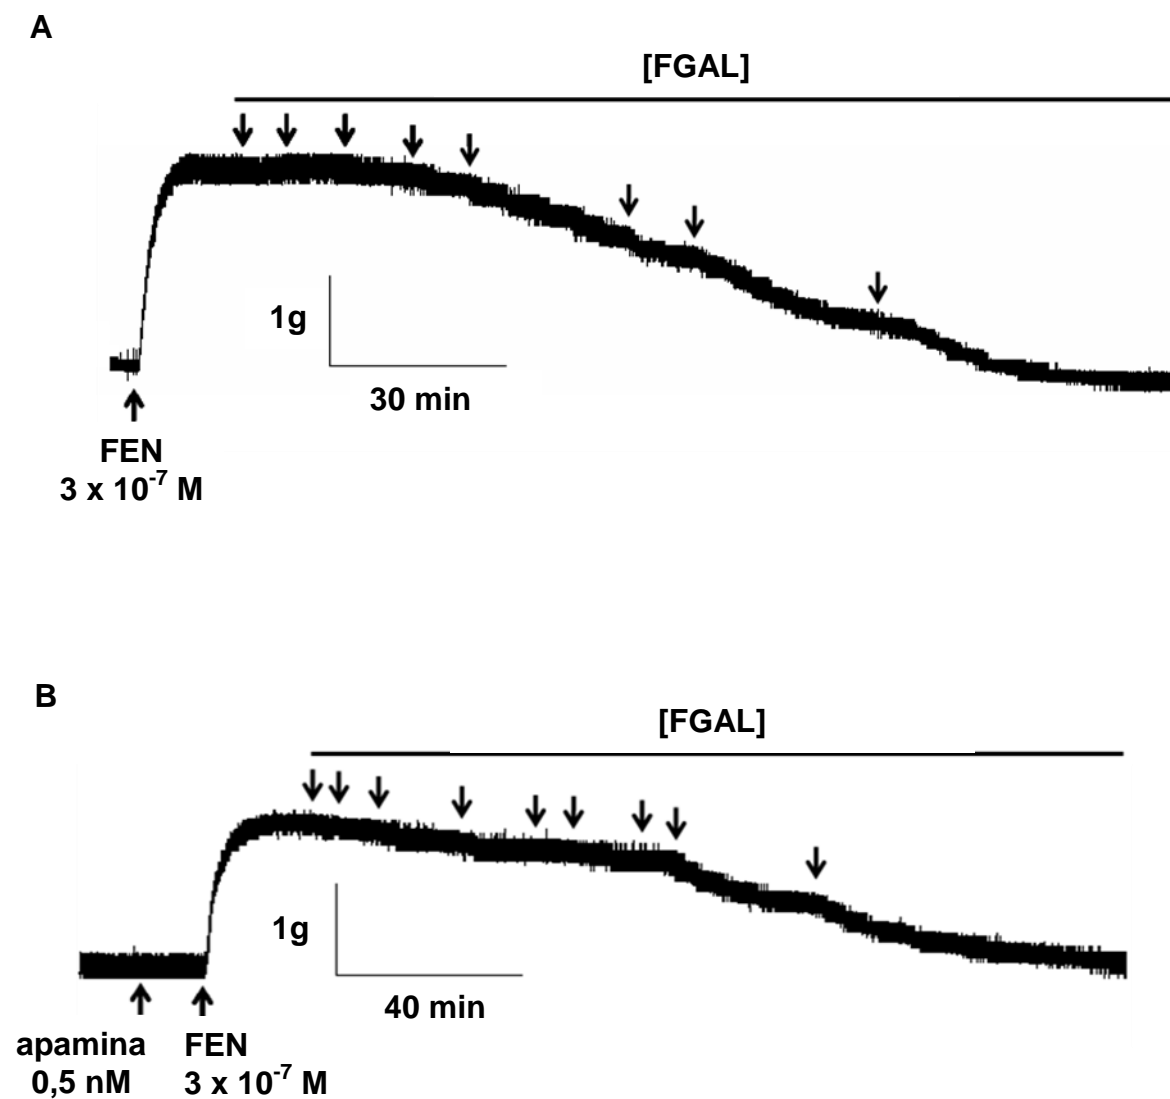 A
[FGAL]
1g
30 min
FEN
3 x 10⁻⁷ M
B
[FGAL]
1g
40 min
apamina FEN
0,5 nM 3 x 10⁻⁷ M